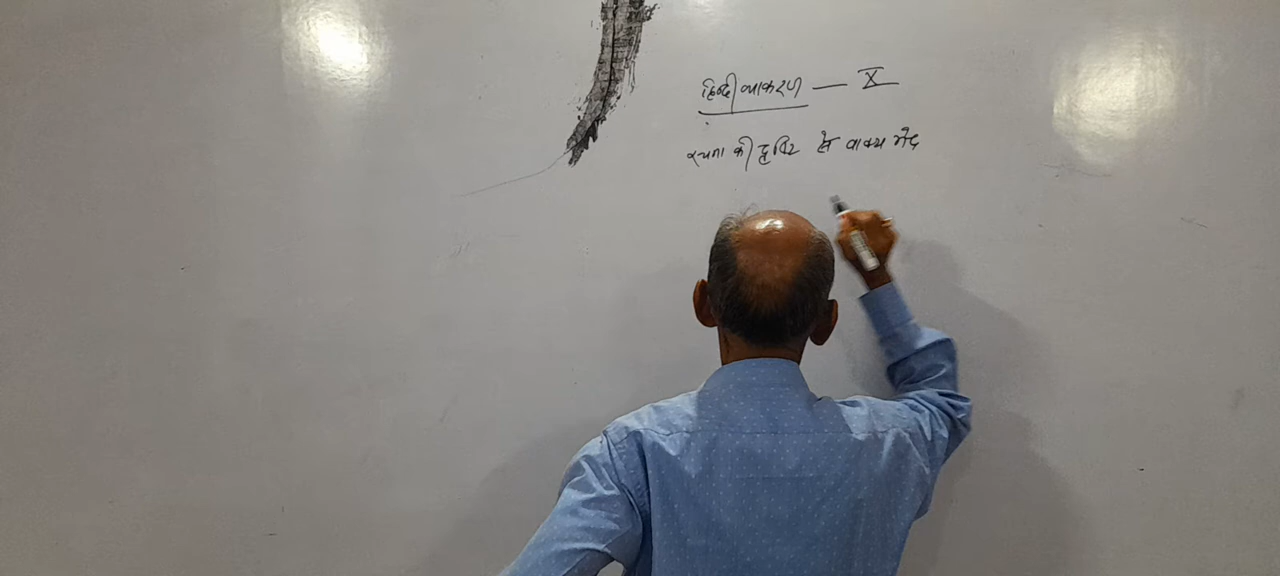 हिन्दी व्याकरण — X
रचना की दृष्टि से वाक्य भेद